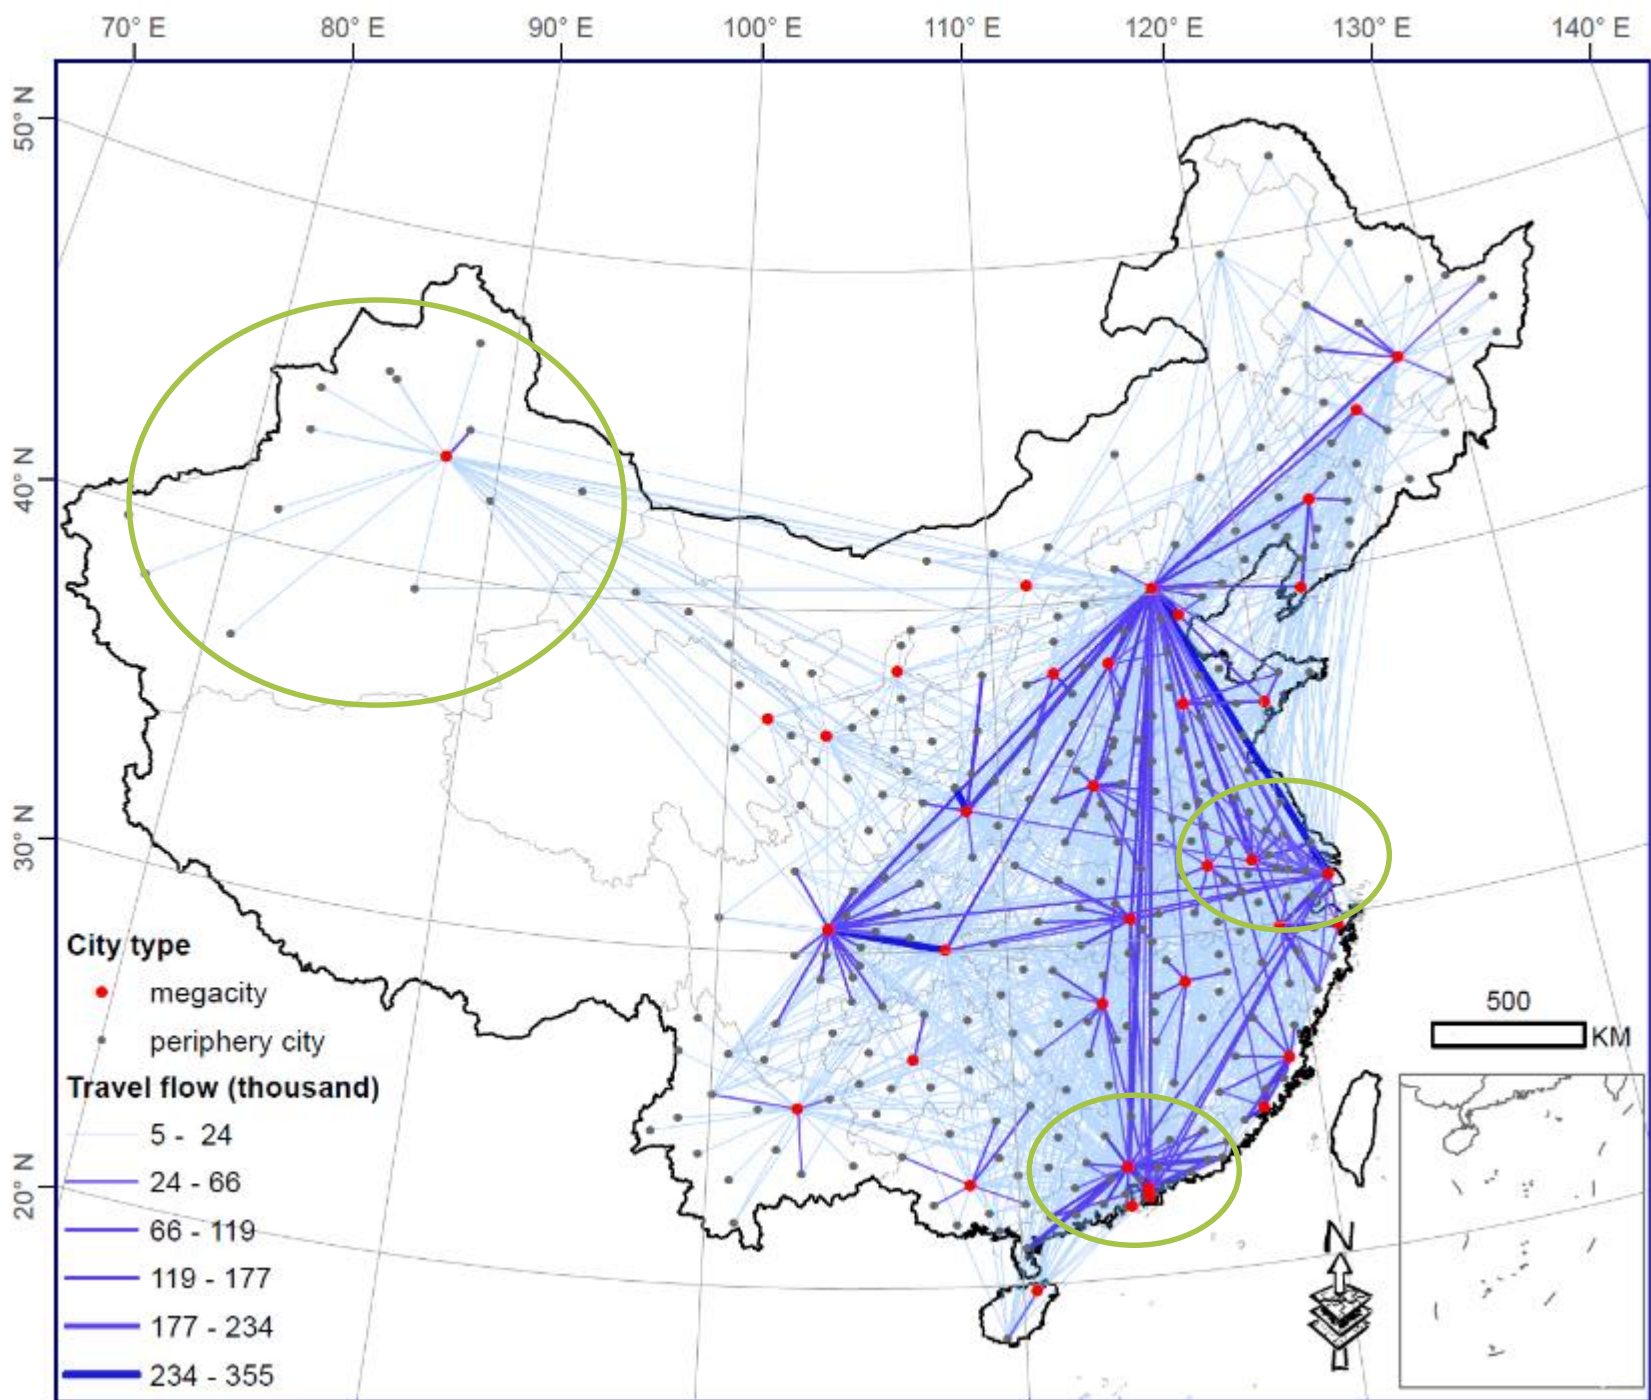 70° E 80° E 90° E 100° E 110° E 120° E 130° E 140° E
50° N
40° N
30° N
20° N
City type
megacity
periphery city
Travel flow (thousand)
5 - 24
24 - 66
66 - 119
119 - 177
177 - 234
234 - 355
500
KM
N